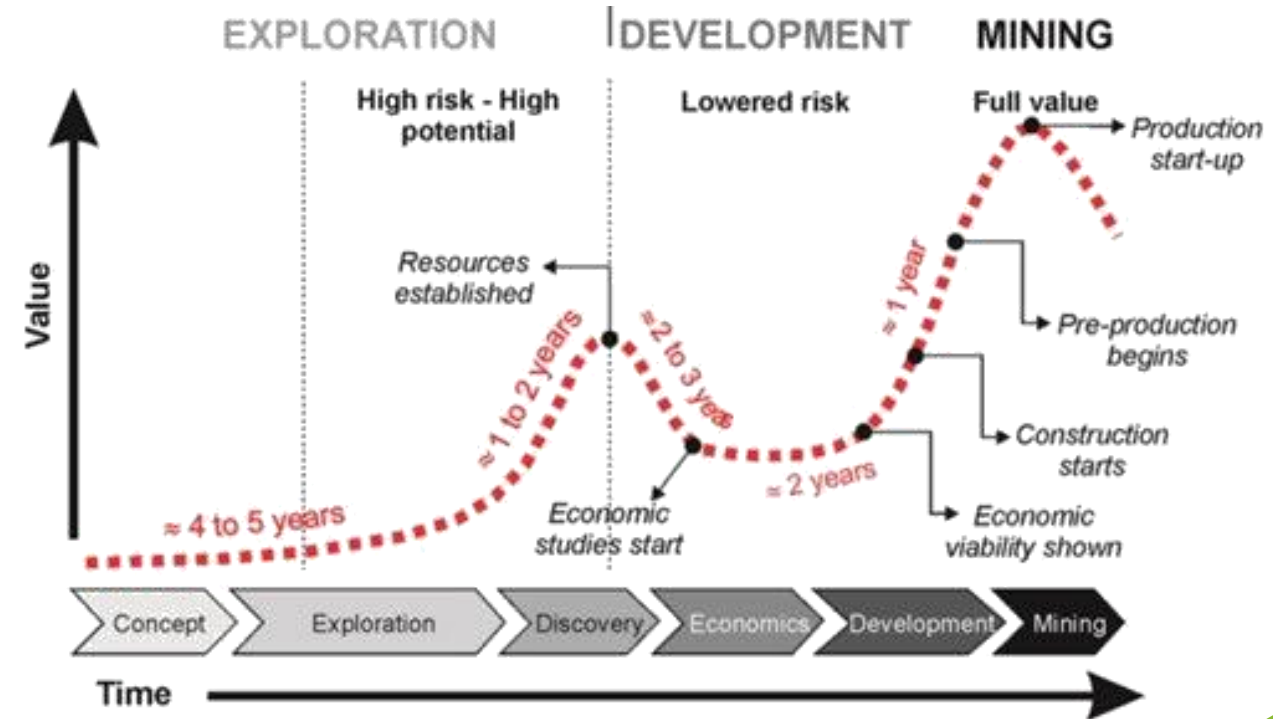 EXPLORATION
DEVELOPMENT
MINING
High risk - High
potential
Lowered risk
Full value
Production
start-up
Value
Resources
established
≈ 1 to 2 years
≈2 to 3 years
≈ 1 year
Pre-production
begins
Construction
starts
≈ 4 to 5 years
≈ 2 years
Economic
studies start
Economic
viability shown
Concept
Exploration
Discovery
Economics
Development
Mining
Time